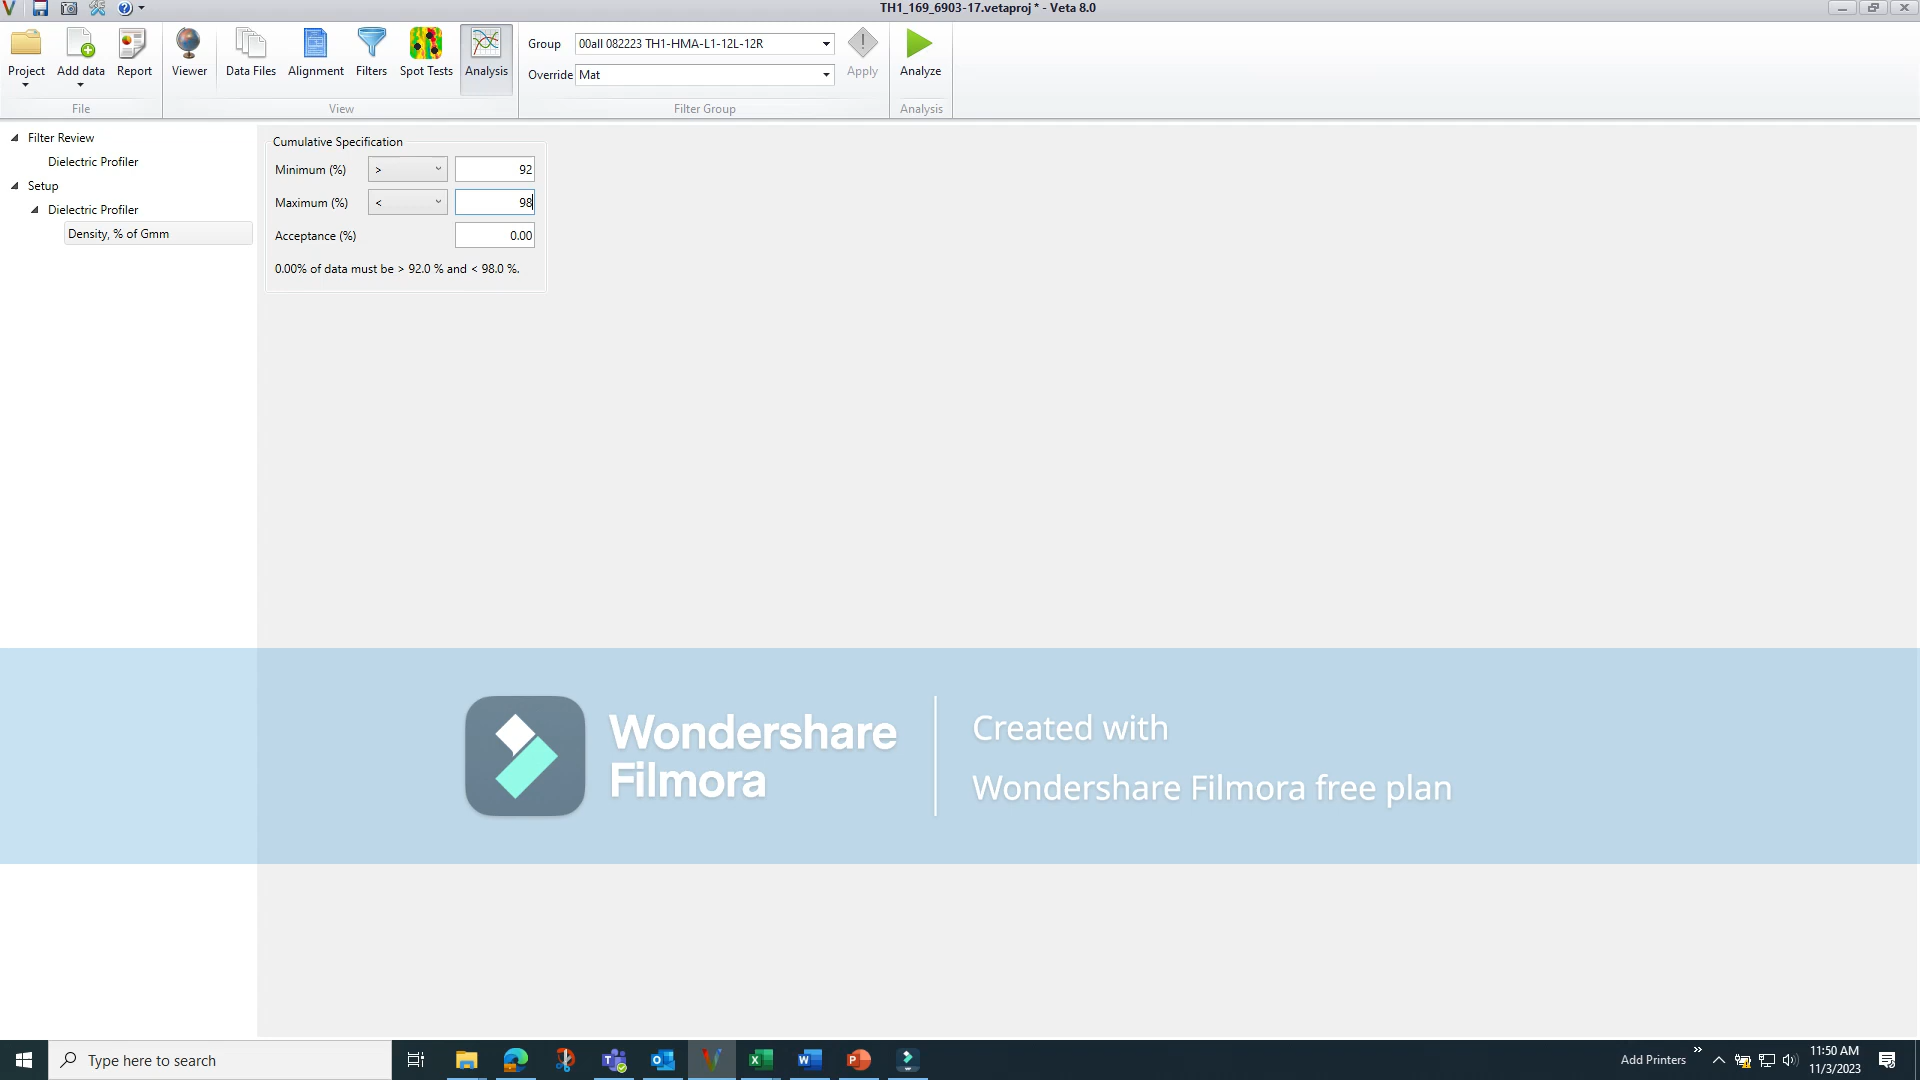 TH1_169_6903-17.vetaproj * - Veta 8.0
Project
Add data
Report
Viewer
Data Files
Alignment
Filters
Spot Tests
Analysis
Group
00all 082223 TH1-HMA-L1-12L-12R
Override
Mat
Apply
Analyze
File
View
Filter Group
Analysis
Filter Review
Dielectric Profiler
Setup
Dielectric Profiler
Density, % of Gmm
Cumulative Specification
Minimum (%) > 92
Maximum (%) < 98
Acceptance (%) 0.00
0.00% of data must be > 92.0 % and < 98.0 %.
Wondershare
Filmora
Created with
Wondershare Filmora free plan
Type here to search
Add Printers
11:50 AM
11/3/2023